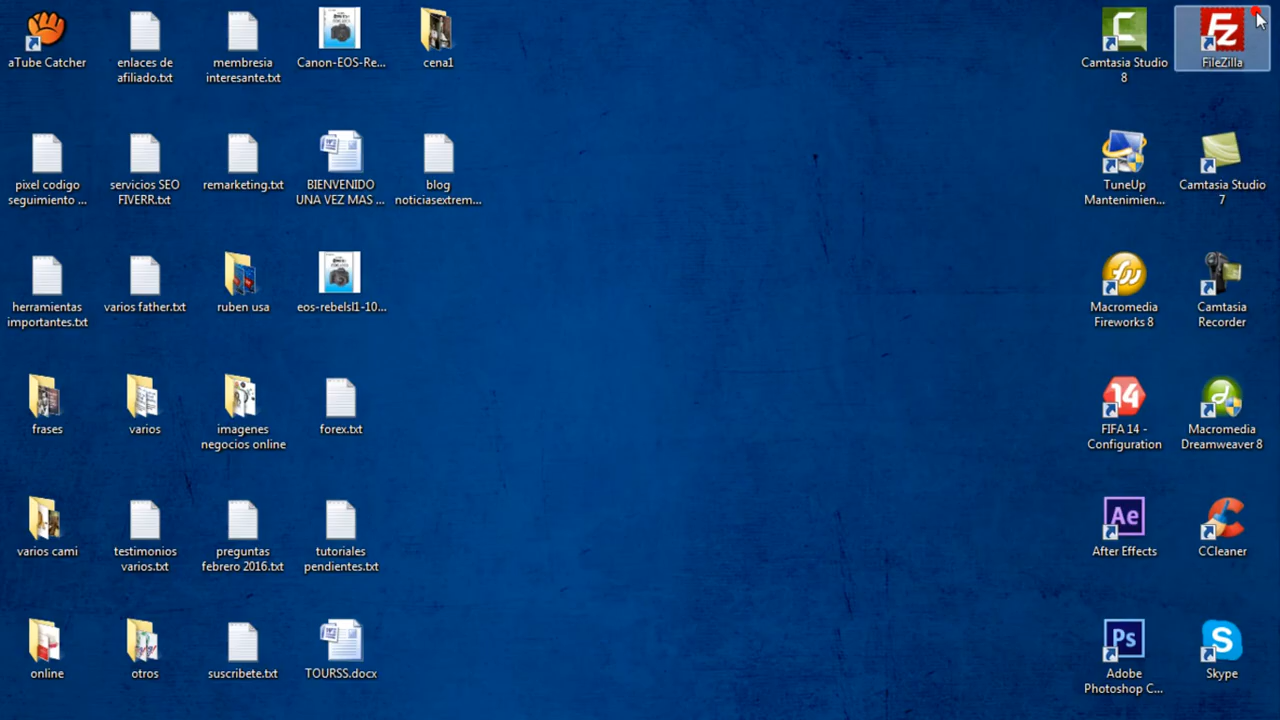 aTube Catcher
enlaces de
afiliado.txt
membresia
interesante.txt
Canon-EOS-Re...
cena1
Camtasia Studio
8
FileZilla
pixel codigo
seguimiento ...
servicios SEO
FIVERR.txt
remarketing.txt
BIENVENIDO
UNA VEZ MAS ...
blog
noticiasextrem...
TuneUp
Mantenimien...
Camtasia Studio
7
herramientas
importantes.txt
varios father.txt
ruben usa
eos-rebelsl1-10...
Macromedia
Fireworks 8
Camtasia
Recorder
frases
varios
imagenes
negocios online
forex.txt
14
FIFA 14 -
Configuration
Macromedia
Dreamweaver 8
varios cami
testimonios
varios.txt
preguntas
febrero 2016.txt
tutoriales
pendientes.txt
Ae
After Effects
CCleaner
online
otros
suscribete.txt
TOURSS.docx
Ps
Adobe
Photoshop C...
Skype